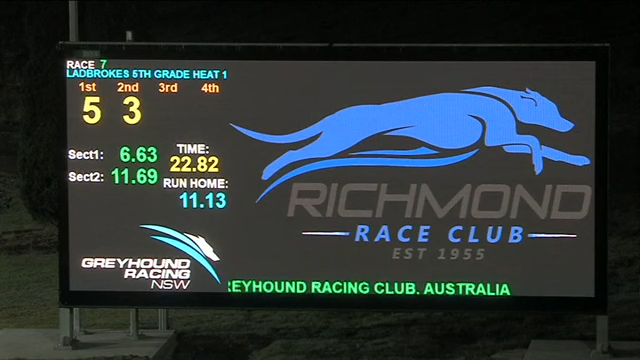 RACE 7
LADBROKES 5TH GRADE HEAT 1
1st 2nd 3rd 4th
5 3
Sect1: 6.63
Sect2: 11.69
TIME:
22.82
RUN HOME:
11.13
RICHMOND
RACE CLUB
EST 1955
GREYHOUND
RACING
NSW
REYHOUND RACING CLUB. AUSTRALIA